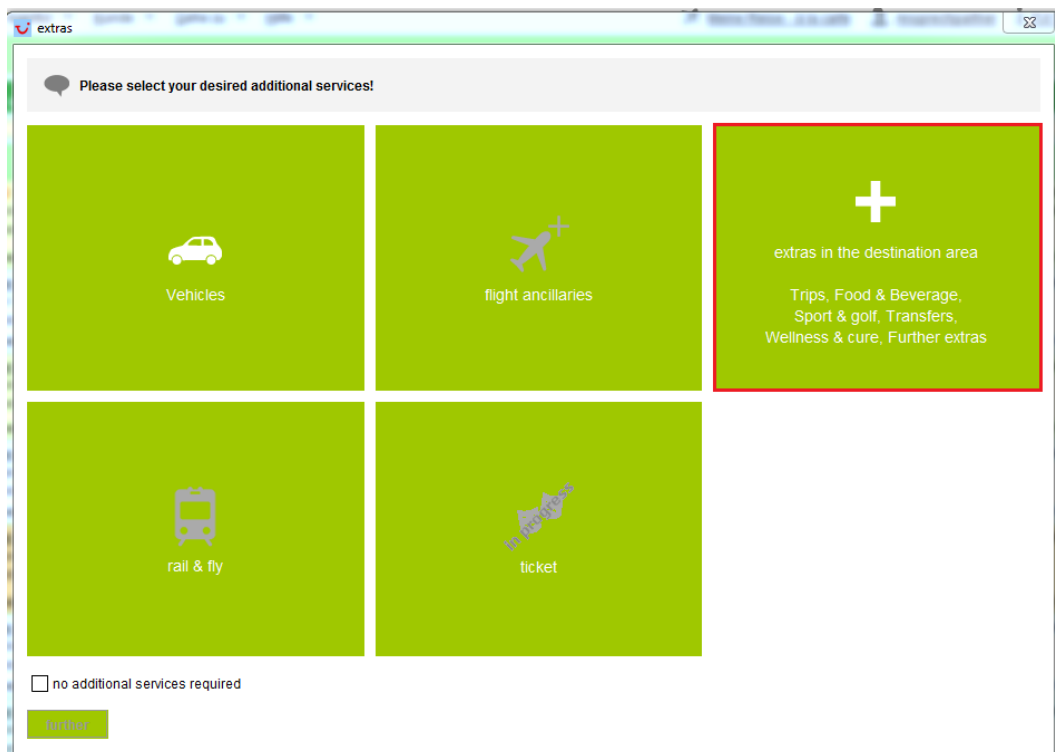 extras
Please select your desired additional services!
Vehicles
flight ancillaries
extras in the destination area
Trips, Food & Beverage,
Sport & golf, Transfers,
Wellness & cure, Further extras
rail & fly
in progress
ticket
no additional services required
further